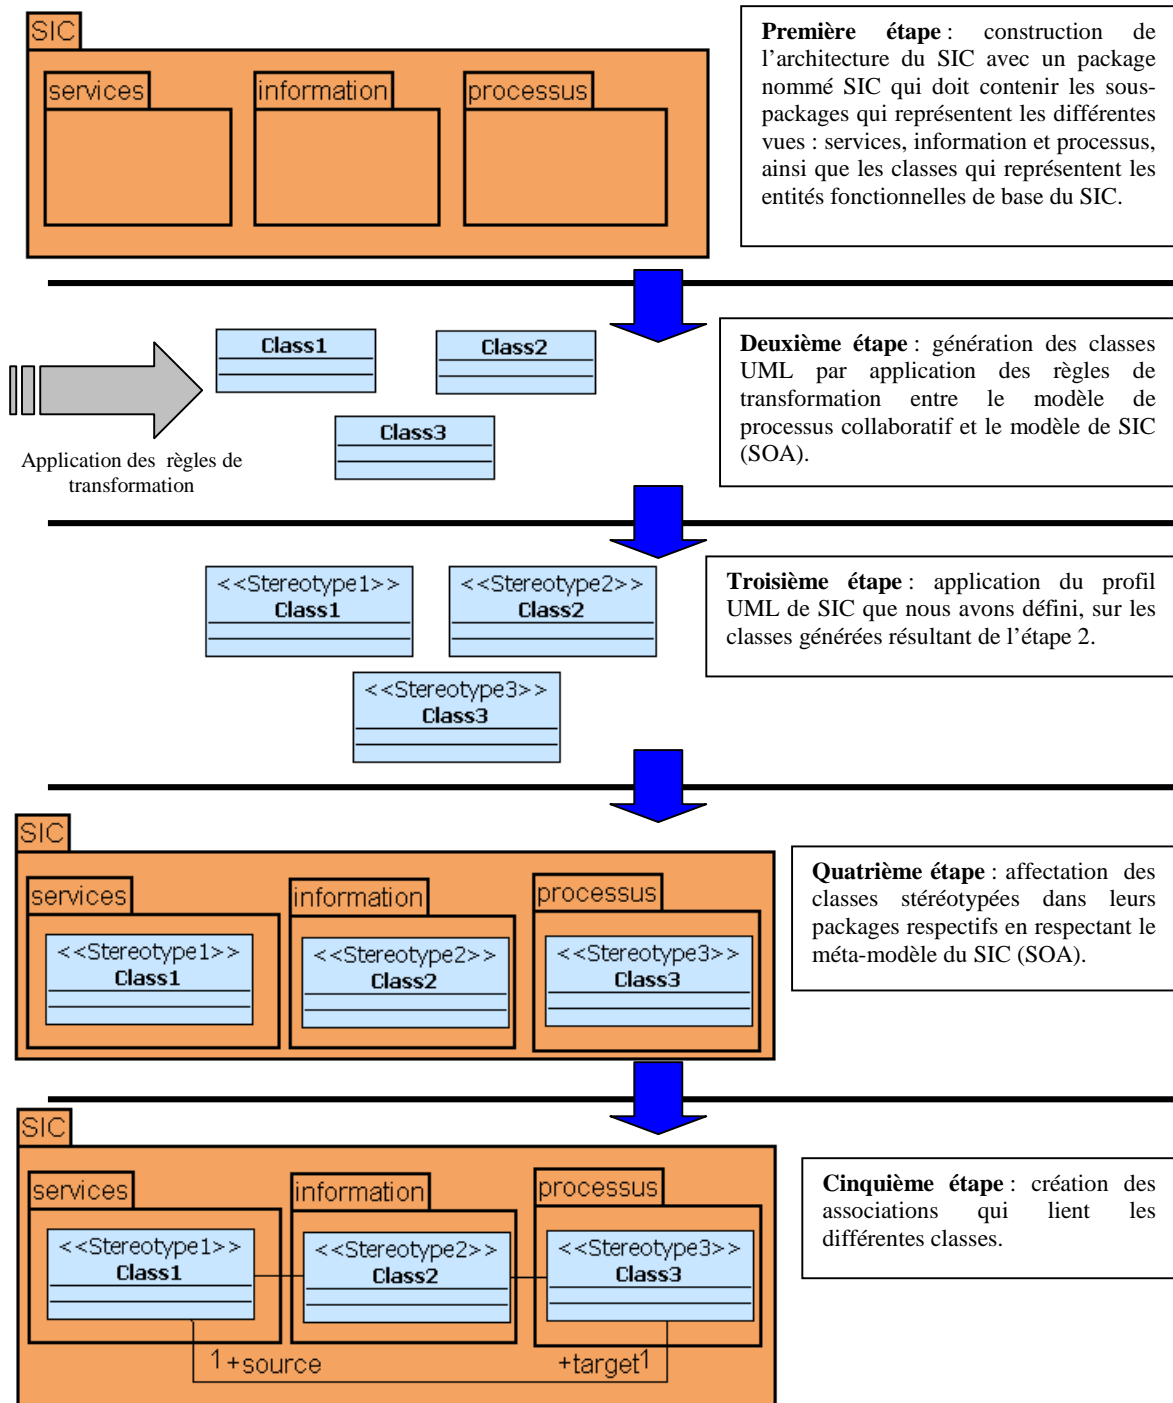 SIC
services
information
processus
Première étape : construction de
l'architecture du SIC avec un package
nommé SIC qui doit contenir les sous-
packages qui représentent les différentes
vues : services, information et processus,
ainsi que les classes qui représentent les
entités fonctionnelles de base du SIC.
Class1
Class2
Class3
Application des règles de
transformation
Deuxième étape : génération des classes
UML par application des règles de
transformation entre le modèle de
processus collaboratif et le modèle de SIC
(SOA).
<<Stereotype1>>
Class1
<<Stereotype2>>
Class2
<<Stereotype3>>
Class3
Troisième étape : application du profil
UML de SIC que nous avons défini, sur les
classes générées résultant de l'étape 2.
SIC
services
information
processus
<<Stereotype1>>
Class1
<<Stereotype2>>
Class2
<<Stereotype3>>
Class3
Quatrième étape : affectation des
classes stéréotypées dans leurs
packages respectifs en respectant le
méta-modèle du SIC (SOA).
SIC
services
information
processus
<<Stereotype1>>
Class1
<<Stereotype2>>
Class2
<<Stereotype3>>
Class3
1 +source
+target 1
Cinquième étape : création des
associations qui lient les
différentes classes.